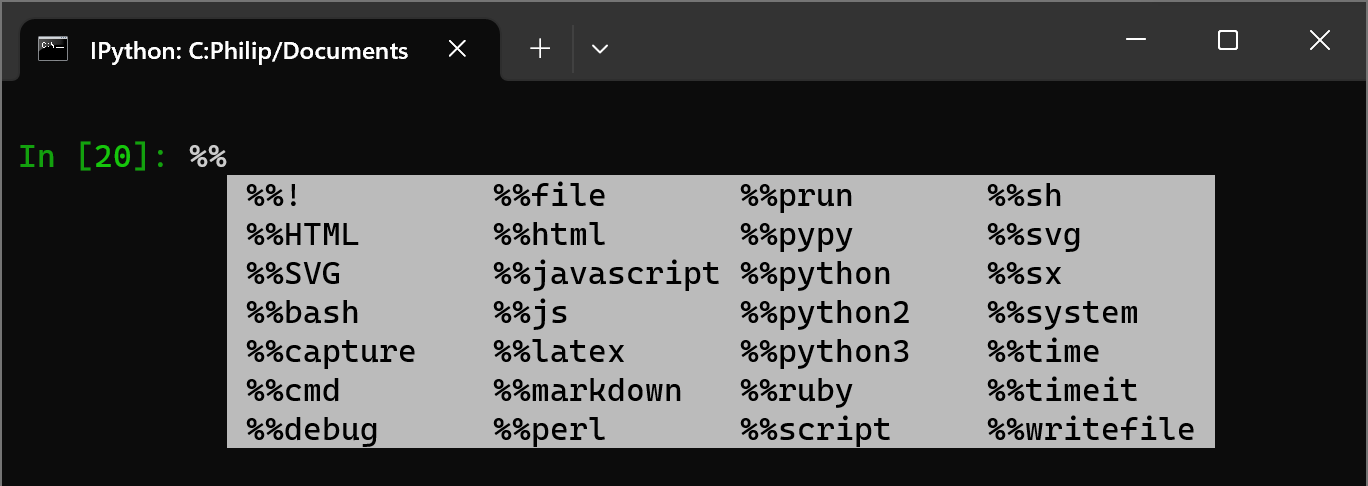 IPython: C:Philip/Documents
In [20]: %%
%%! %%file %%prun %%sh
%%HTML %%html %%pypy %%svg
%%SVG %%javascript %%python %%sx
%%bash %%js %%python2 %%system
%%capture %%latex %%python3 %%time
%%cmd %%markdown %%ruby %%timeit
%%debug %%perl %%script %%writefile